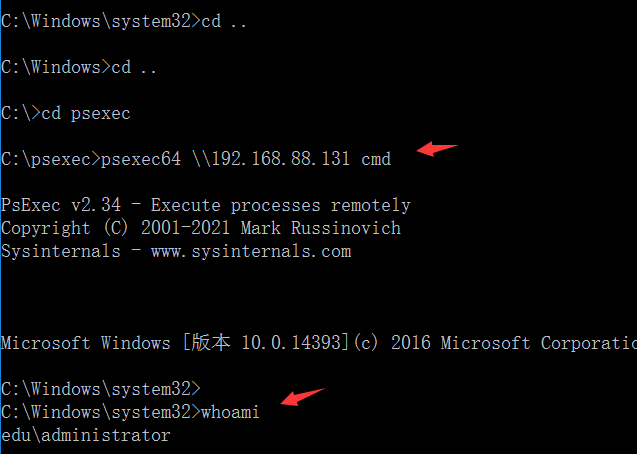 C:\Windows\system32>cd ..
C:\Windows>cd ..
C:\>cd psexec
C:\psexec>psexec64 \\192.168.88.131 cmd
PsExec v2.34 - Execute processes remotely
Copyright (C) 2001-2021 Mark Russinovich
Sysinternals - www.sysinternals.com
Microsoft Windows [版本 10.0.14393](c) 2016 Microsoft Corporatio
C:\Windows\system32>
C:\Windows\system32>whoami
edu\administrator